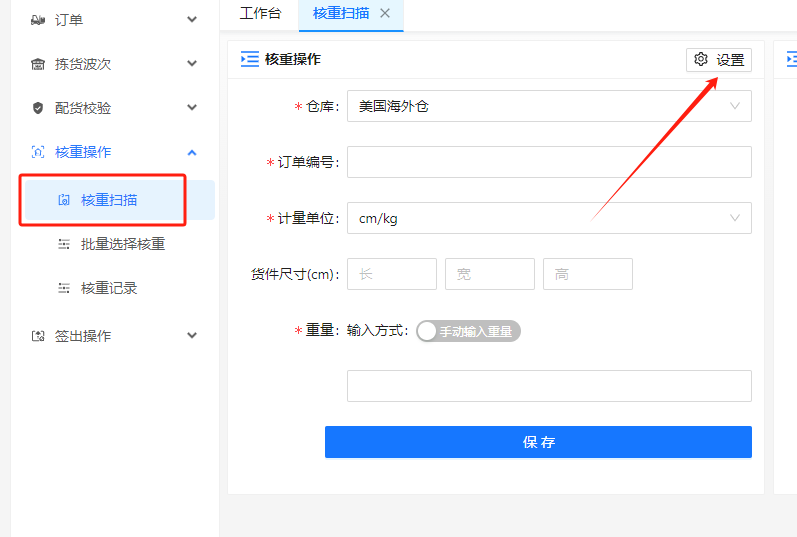 订单
拣货波次
配货校验
核重操作
核重扫描
批量选择核重
核重记录
签出操作
工作台
核重扫描
核重操作
设置
* 仓库:
美国海外仓
* 订单编号:
* 计量单位:
cm/kg
货件尺寸(cm):
长
宽
高
* 重量:
输入方式:
手动输入重量
保 存